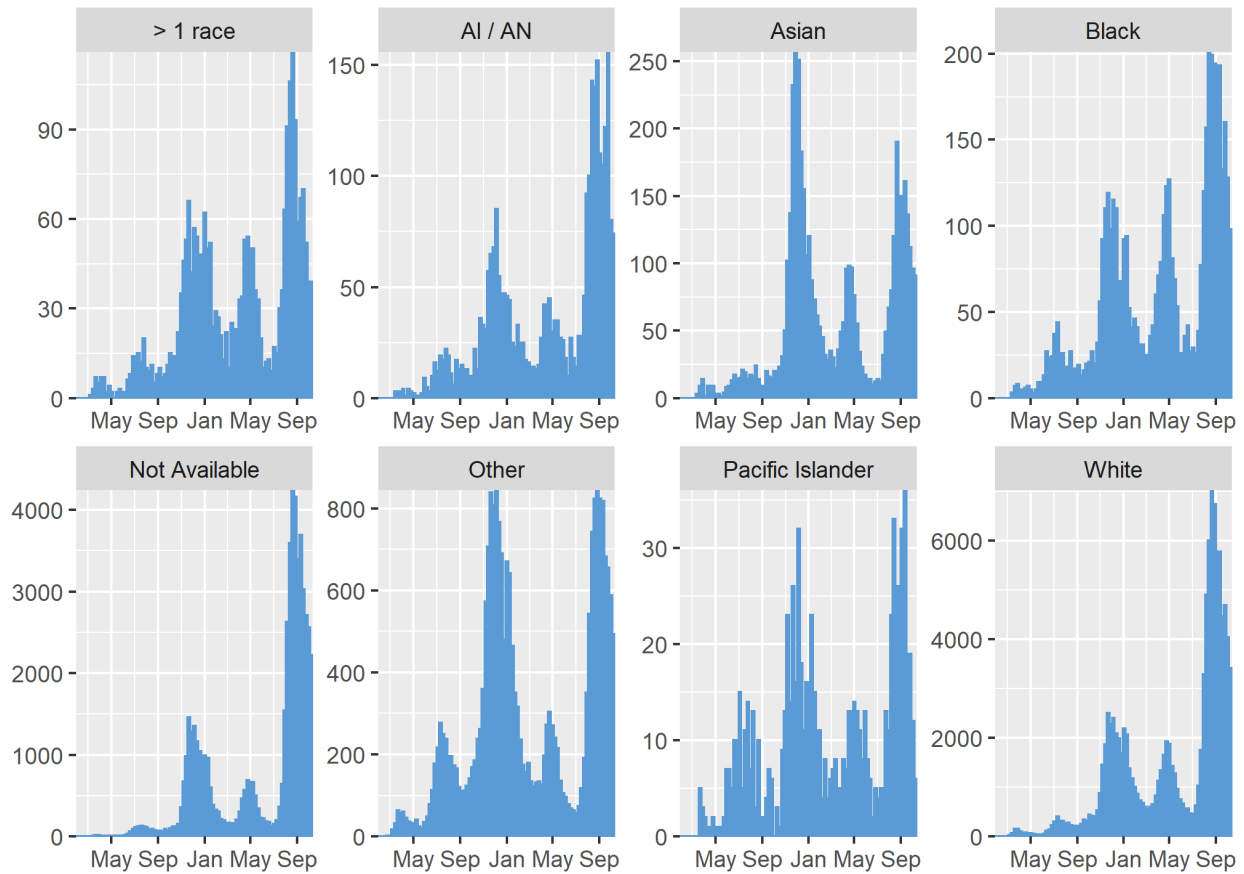 > 1 race
AI / AN
Asian
Black
90
60
30
0
150
100
50
0
250
200
150
100
50
0
200
150
100
50
0
May Sep Jan May Sep
May Sep Jan May Sep
May Sep Jan May Sep
May Sep Jan May Sep
Not Available
Other
Pacific Islander
White
4000
3000
2000
1000
0
800
600
400
200
0
30
20
10
0
6000
4000
2000
0
May Sep Jan May Sep
May Sep Jan May Sep
May Sep Jan May Sep
May Sep Jan May Sep